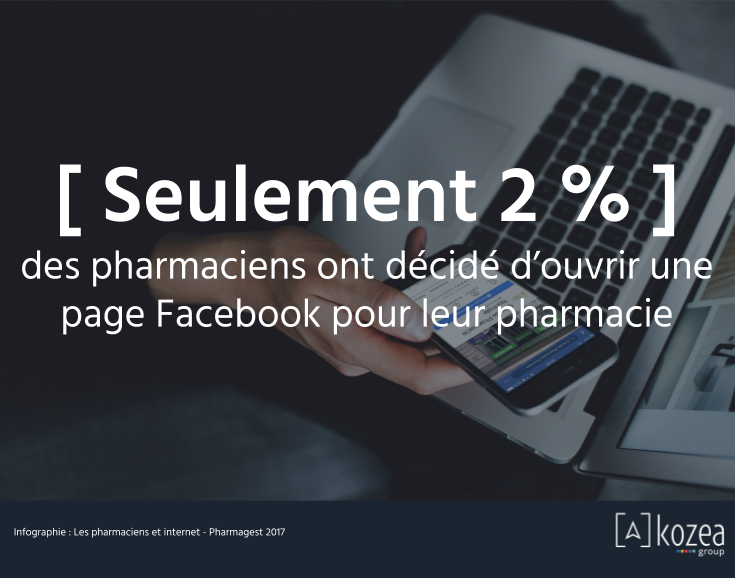 [ Seulement 2 % ]
des pharmaciens ont décidé d’ouvrir une
page Facebook pour leur pharmacie
Infographie : Les pharmaciens et internet - Pharmagest 2017
[A] kozea
group